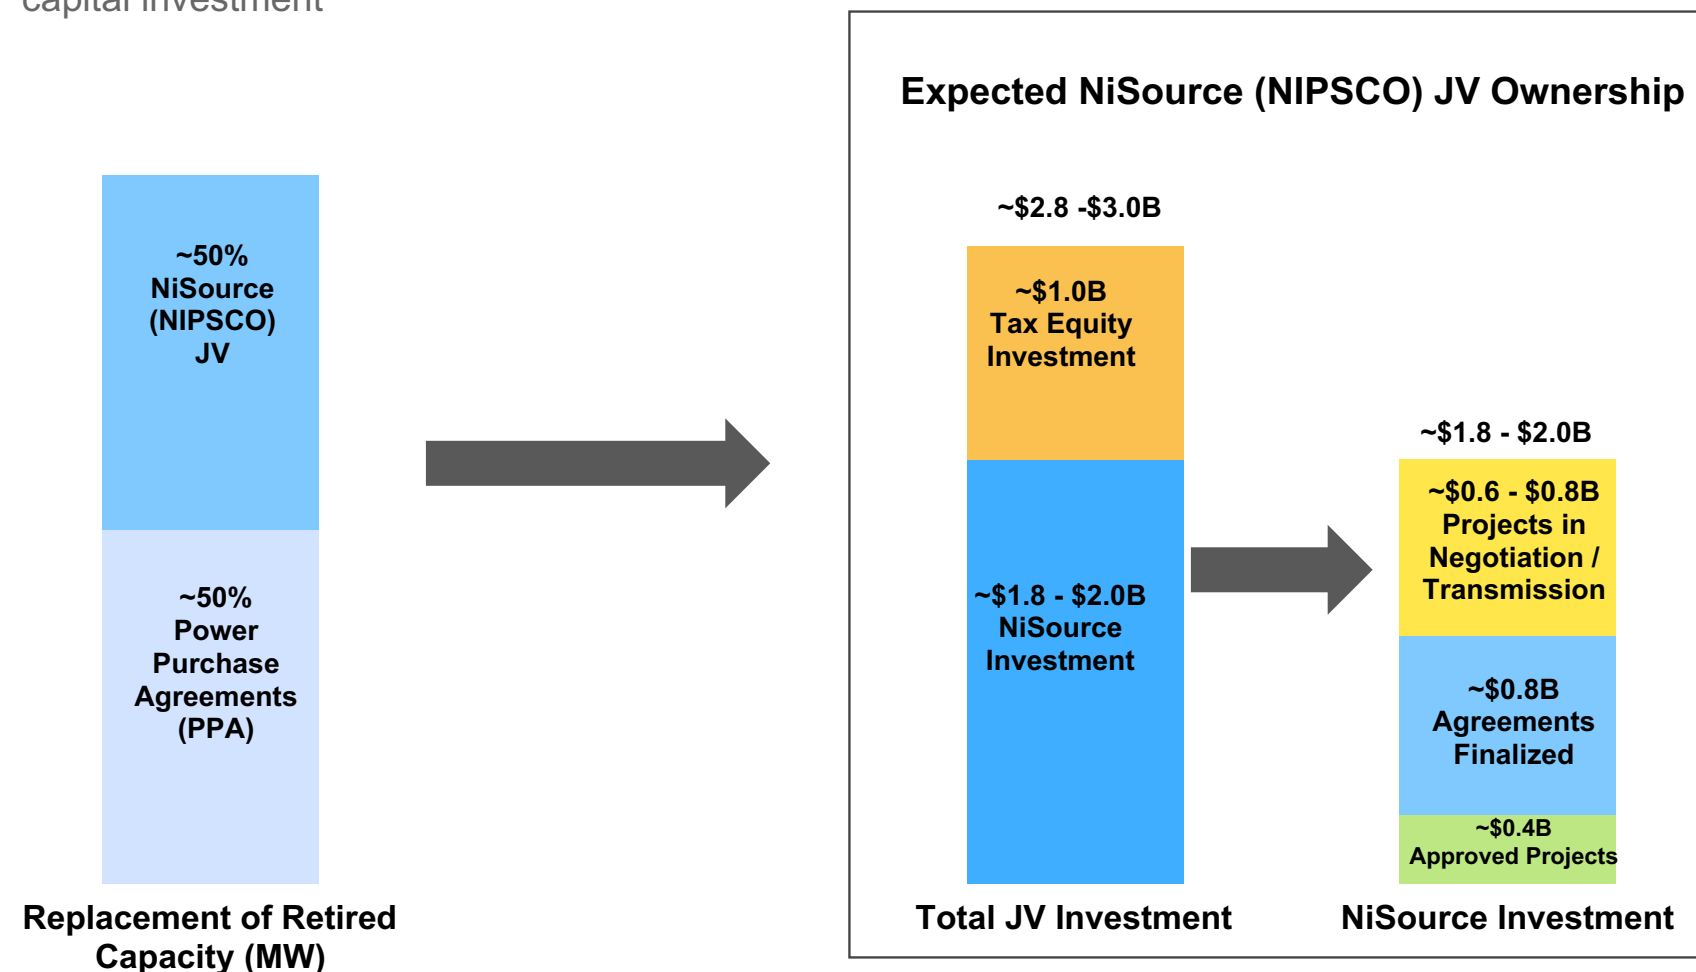 capital investment
~50%
NiSource
(NIPSCO)
JV
~50%
Power
Purchase
Agreements
(PPA)
Replacement of Retired
Capacity (MW)
Expected NiSource (NIPSCO) JV Ownership
~$2.8 -$3.0B
~$1.0B
Tax Equity
Investment
~$1.8 - $2.0B
NiSource
Investment
Total JV Investment
~$1.8 - $2.0B
~$0.6 - $0.8B
Projects in
Negotiation /
Transmission
~$0.8B
Agreements
Finalized
~$0.4B
Approved Projects
NiSource Investment